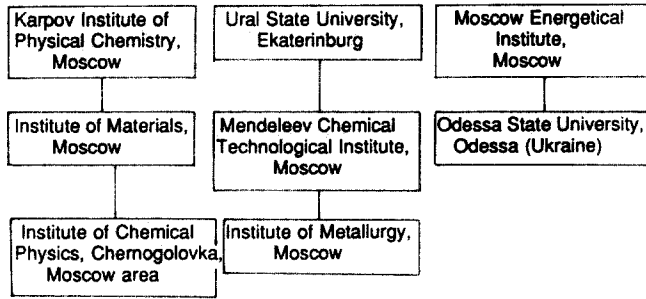 Karpov Institute of
Physical Chemistry,
Moscow
Institute of Materials,
Moscow
Institute of Chemical
Physics, Chernogolovka,
Moscow area
Ural State University,
Ekaterinburg
Mendeleev Chemical
Technological Institute,
Moscow
Institute of Metallurgy,
Moscow
Moscow Energetical
Institute,
Moscow
Odessa State University,
Odessa (Ukraine)